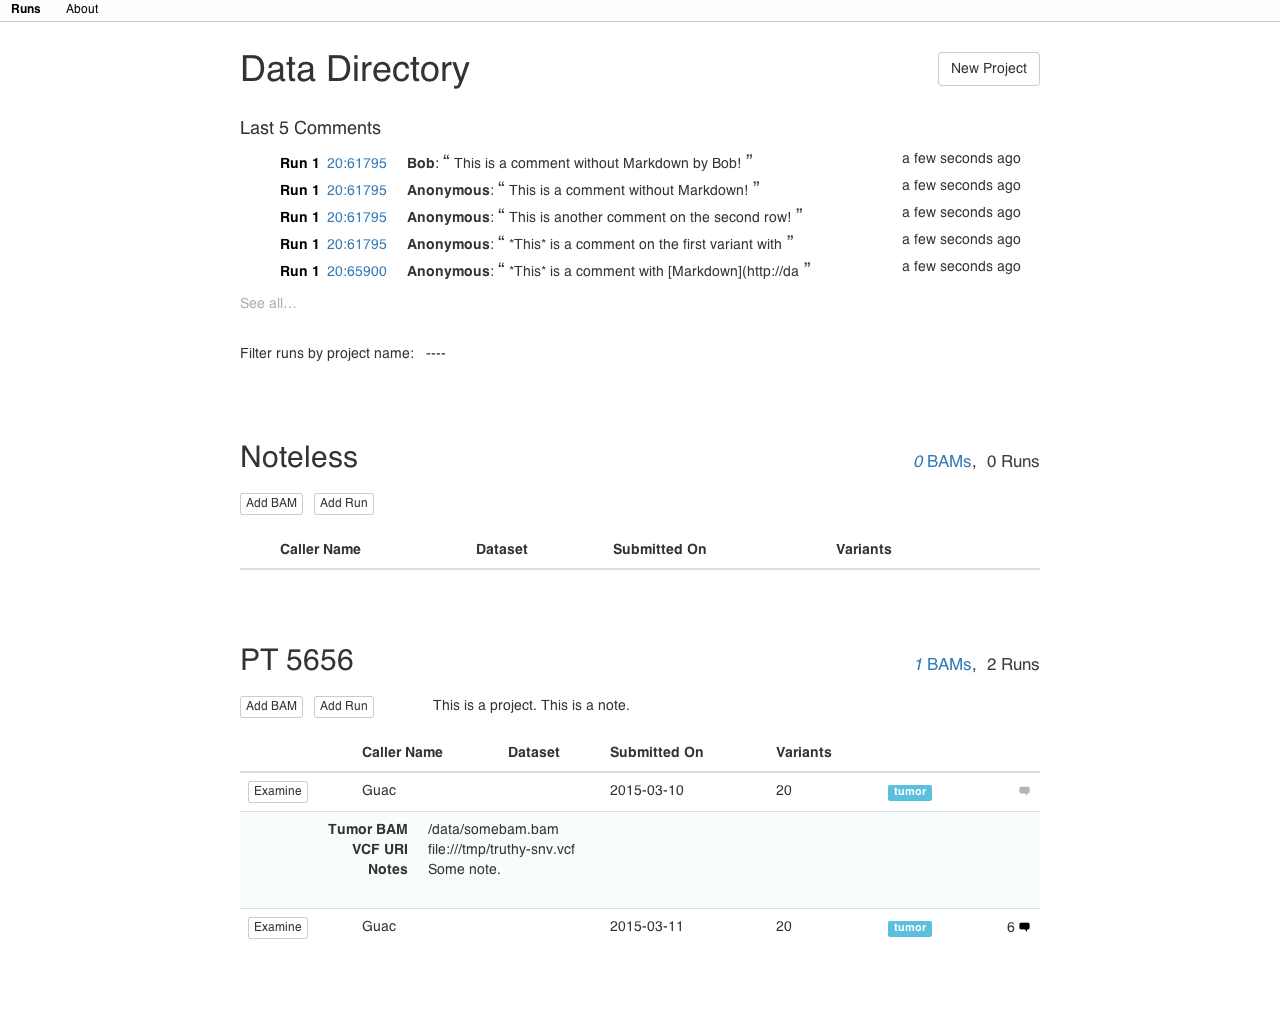 Runs About
Data Directory New Project
Last 5 Comments
Run 1 20:61795 Bob: “ This is a comment without Markdown by Bob! ” a few seconds ago
Run 1 20:61795 Anonymous: “ This is a comment without Markdown! ” a few seconds ago
Run 1 20:61795 Anonymous: “ This is another comment on the second row! ” a few seconds ago
Run 1 20:61795 Anonymous: “ *This* is a comment on the first variant with ” a few seconds ago
Run 1 20:65900 Anonymous: “ *This* is a comment with [Markdown](http://da ” a few seconds ago
See all...
Filter runs by project name: ----
Noteless 0 BAMs, 0 Runs
Add BAM Add Run
Caller Name Dataset Submitted On Variants
PT 5656 1 BAMs, 2 Runs
Add BAM Add Run This is a project. This is a note.
Caller Name Dataset Submitted On Variants
Examine Guac 2015-03-10 20 tumor
Tumor BAM /data/somebam.bam
VCF URI file:///tmp/truthy-snv.vcf
Notes Some note.
Examine Guac 2015-03-11 20 tumor 6